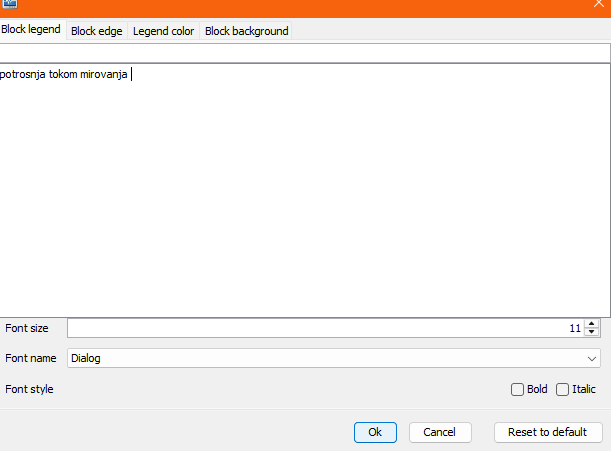 Block legend
Block edge
Legend color
Block background
potrosnja tokom mirovanja
Font size
11
Font name
Dialog
Font style
Bold
Italic
Ok
Cancel
Reset to default